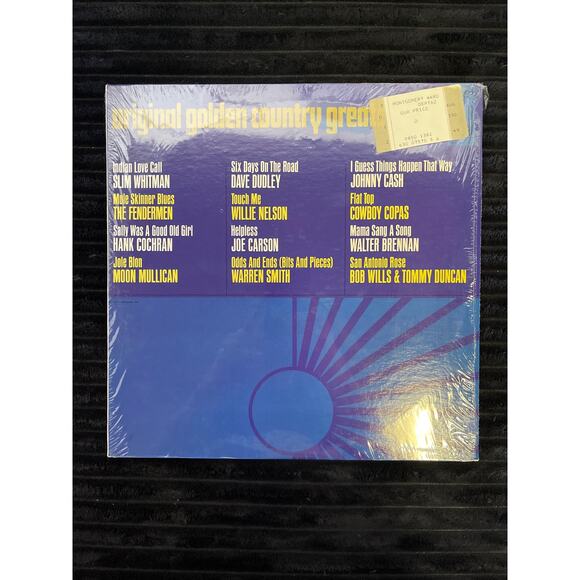 original golden country great
MONTGOMERY WARD
OUR PRICE
Indian Love Call
SLIM WHITMAN
Mule Skinner Blues
THE FENDERMEN
Sally Was A Good Old Girl
HANK COCHRAN
Jole Blon
MOON MULLICAN
Six Days On The Road
DAVE DUDLEY
Touch Me
WILLIE NELSON
Helpless
JOE CARSON
Odds And Ends (Bits And Pieces)
WARREN SMITH
I Guess Things Happen That Way
JOHNNY CASH
Flat Top
COWBOY COPAS
Mama Sang A Song
WALTER BRENNAN
San Antonio Rose
BOB WILLS & TOMMY DUNCAN